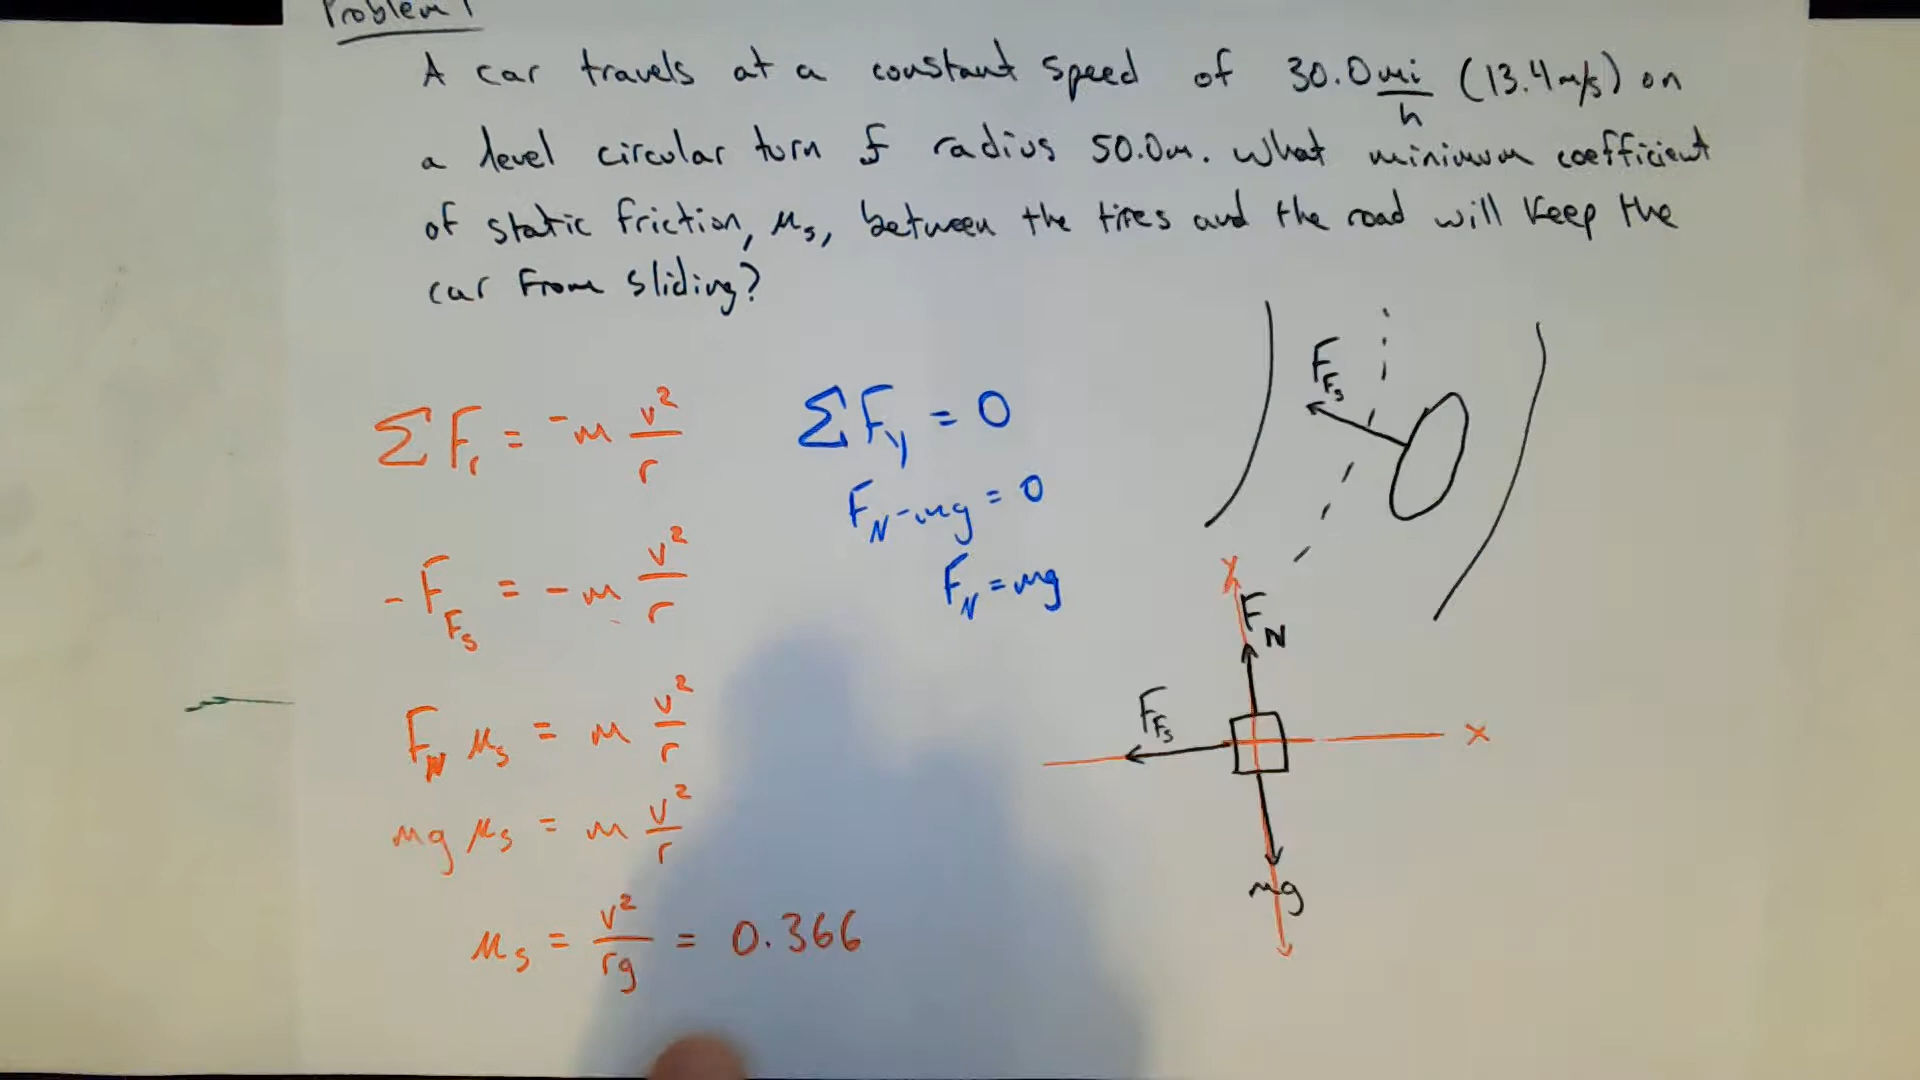 Problem 1
A car travels at a constant speed of 30.0 mi/h (13.4 m/s) on
a level circular turn of radius 50.0m. What minimum coefficient
of static friction, μs, between the tires and the road will keep the
car from sliding?
ΣFr = -m v²/r
-FFs = -m v²/r
FN μs = m v²/r
mg μs = m v²/r
μs = v²/rg = 0.366
ΣFy = 0
FN - mg = 0
FN = mg
FFs
Y
FN
FFs
x
mg